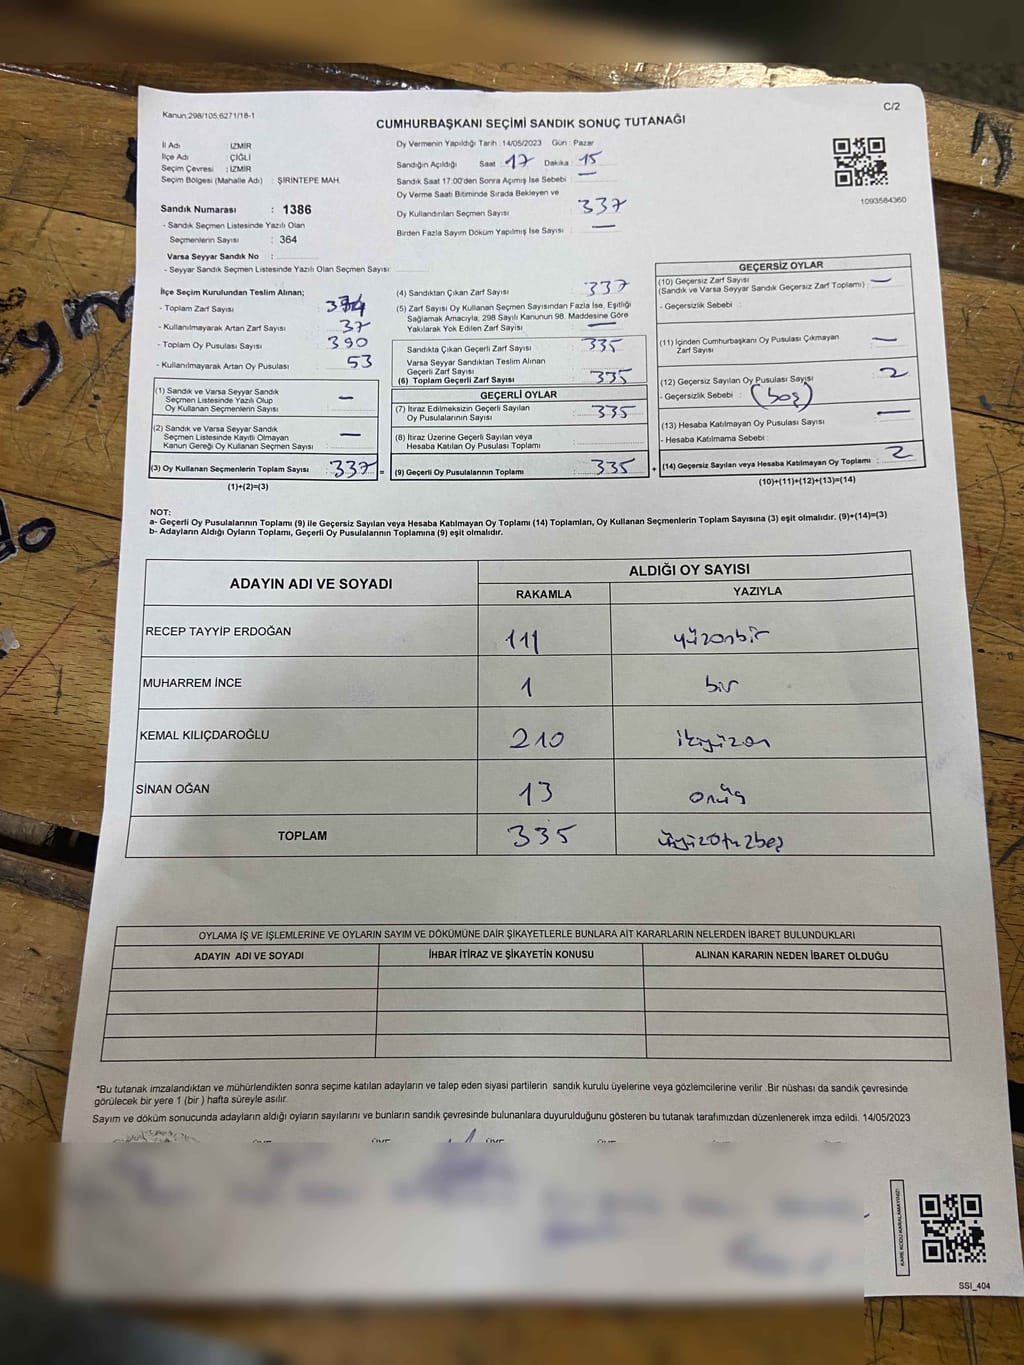 Kanun:298/105;6271/18-1
C/2
CUMHURBAŞKANI SEÇİMİ SANDIK SONUÇ TUTANAĞI
İl Adı : İZMİR
İlçe Adı : ÇİĞLİ
Seçim Çevresi : İZMİR
Seçim Bölgesi (Mahalle Adı) : ŞİRİNTEPE MAH.
Sandık Numarası : 1386
- Sandık Seçmen Listesinde Yazılı Olan
Seçmenlerin Sayısı : 364
Varsa Seyyar Sandık No :
- Seyyar Sandık Seçmen Listesinde Yazılı Olan Seçmen Sayısı :
Oy Vermenin Yapıldığı Tarih : 14/05/2023 Gün : Pazar
Sandığın Açıldığı Saat : 17 Dakika : 15
Sandık Saat 17:00'den Sonra Açımış İse Sebebi : —
Oy Verme Saati Bitiminde Sırada Bekleyen ve
Oy Kullandırılan Seçmen Sayısı : 337
Birden Fazla Sayım Döküm Yapılmış İse Sayısı : —
1093584360
İlçe Seçim Kurulundan Teslim Alınan;
- Toplam Zarf Sayısı : 374
- Kullanılmayarak Artan Zarf Sayısı : 37
- Toplam Oy Pusulası Sayısı : 390
- Kullanılmayarak Artan Oy Pusulası : 53
(1) Sandık ve Varsa Seyyar Sandık
Seçmen Listesinde Yazılı Olup
Oy Kullanan Seçmenlerin Sayısı : —
(2) Sandık ve Varsa Seyyar Sandık
Seçmen Listesinde Kayıtlı Olmayan
Kanun Gereği Oy Kullanan Seçmen Sayısı : —
(3) Oy Kullanan Seçmenlerin Toplam Sayısı : 337 =
(1)+(2)=(3)
(4) Sandıktan Çıkan Zarf Sayısı : 337
(5) Zarf Sayısı Oy Kullanan Seçmen Sayısından Fazla İse, Eşitliği
Sağlamak Amacıyla, 298 Sayılı Kanunun 98. Maddesine Göre
Yakılarak Yok Edilen Zarf Sayısı : —
Sandıkta Çıkan Geçerli Zarf Sayısı : 335
Varsa Seyyar Sandıktan Teslim Alınan
Geçerli Zarf Sayısı :
(6) Toplam Geçerli Zarf Sayısı : 335
GEÇERLİ OYLAR
(7) İtiraz Edilmeksizin Geçerli Sayılan
Oy Pusulalarının Sayısı : 335
(8) İtiraz Üzerine Geçerli Sayılan veya
Hesaba Katılan Oy Pusulası Toplamı :
(9) Geçerli Oy Pusulalarının Toplamı : 335 +
GEÇERSİZ OYLAR
(10) Geçersiz Zarf Sayısı
(Sandık ve Varsa Seyyar Sandık Geçersiz Zarf Toplamı) : —
- Geçersizlik Sebebi :
(11) İçinden Cumhurbaşkanı Oy Pusulası Çıkmayan
Zarf Sayısı : —
(12) Geçersiz Sayılan Oy Pusulası Sayısı : 2
- Geçersizlik Sebebi : (boş)
(13) Hesaba Katılmayan Oy Pusulası Sayısı : —
- Hesaba Katılmama Sebebi :
(14) Geçersiz Sayılan veya Hesaba Katılmayan Oy Toplamı : 2
(10)+(11)+(12)+(13)=(14)
NOT:
a- Geçerli Oy Pusulalarının Toplamı (9) ile Geçersiz Sayılan veya Hesaba Katılmayan Oy Toplamı (14) Toplamları, Oy Kullanan Seçmenlerin Toplam Sayısına (3) eşit olmalıdır. (9)+(14)=(3)
b- Adayların Aldığı Oyların Toplamı, Geçerli Oy Pusulalarının Toplamına (9) eşit olmalıdır.
ADAYIN ADI VE SOYADI ALDIĞI OY SAYISI
RAKAMLA YAZIYLA
RECEP TAYYİP ERDOĞAN 111 yüzonbir
MUHARREM İNCE 1 bir
KEMAL KILIÇDAROĞLU 210 ikiyüzon
SİNAN OĞAN 13 onüç
TOPLAM 335 üçyüzotuzbeş
OYLAMA İŞ VE İŞLEMLERİNE VE OYLARIN SAYIM VE DÖKÜMÜNE DAİR ŞİKAYETLERLE BUNLARA AİT KARARLARIN NELERDEN İBARET BULUNDUKLARI
ADAYIN ADI VE SOYADI İHBAR İTİRAZ VE ŞİKAYETİN KONUSU ALINAN KARARIN NEDEN İBARET OLDUĞU
*Bu tutanak imzalandıktan ve mühürlendikten sonra seçime katılan adayların ve talep eden siyasi partilerin sandık kurulu üyelerine veya gözlemcilerine verilir .Bir nüshası da sandık çevresinde
görülecek bir yere 1 (bir ) hafta süreyle asılır.
Sayım ve döküm sonucunda adayların aldığı oyların sayılarını ve bunların sandık çevresinde bulunanlara duyurulduğunu gösteren bu tutanak tarafımızdan düzenlenerek imza edildi. 14/05/2023
KARE KODU KARALAMAYINIZ!
SSI_404